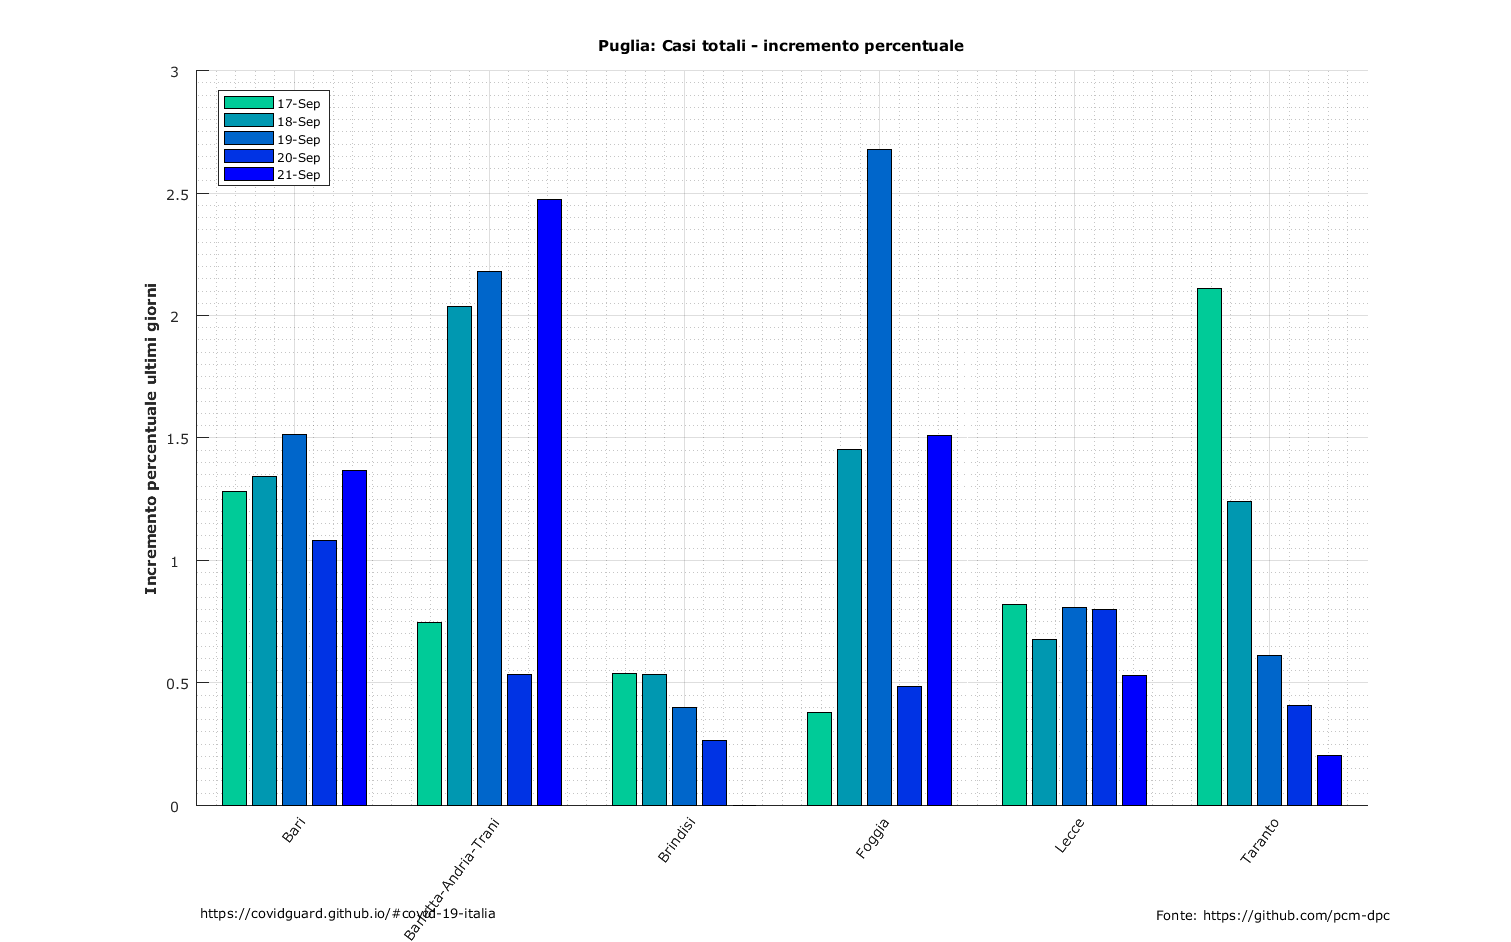 Puglia: Casi totali - incremento percentuale
3
2.5
2
1.5
1
0.5
0
17-Sep
18-Sep
19-Sep
20-Sep
21-Sep
Incremento percentuale ultimi giorni
Bari
Barletta-Andria-Trani
Brindisi
Foggia
Lecce
Taranto
https://covidguard.github.io/#covid-19-italia
Fonte: https://github.com/pcm-dpc